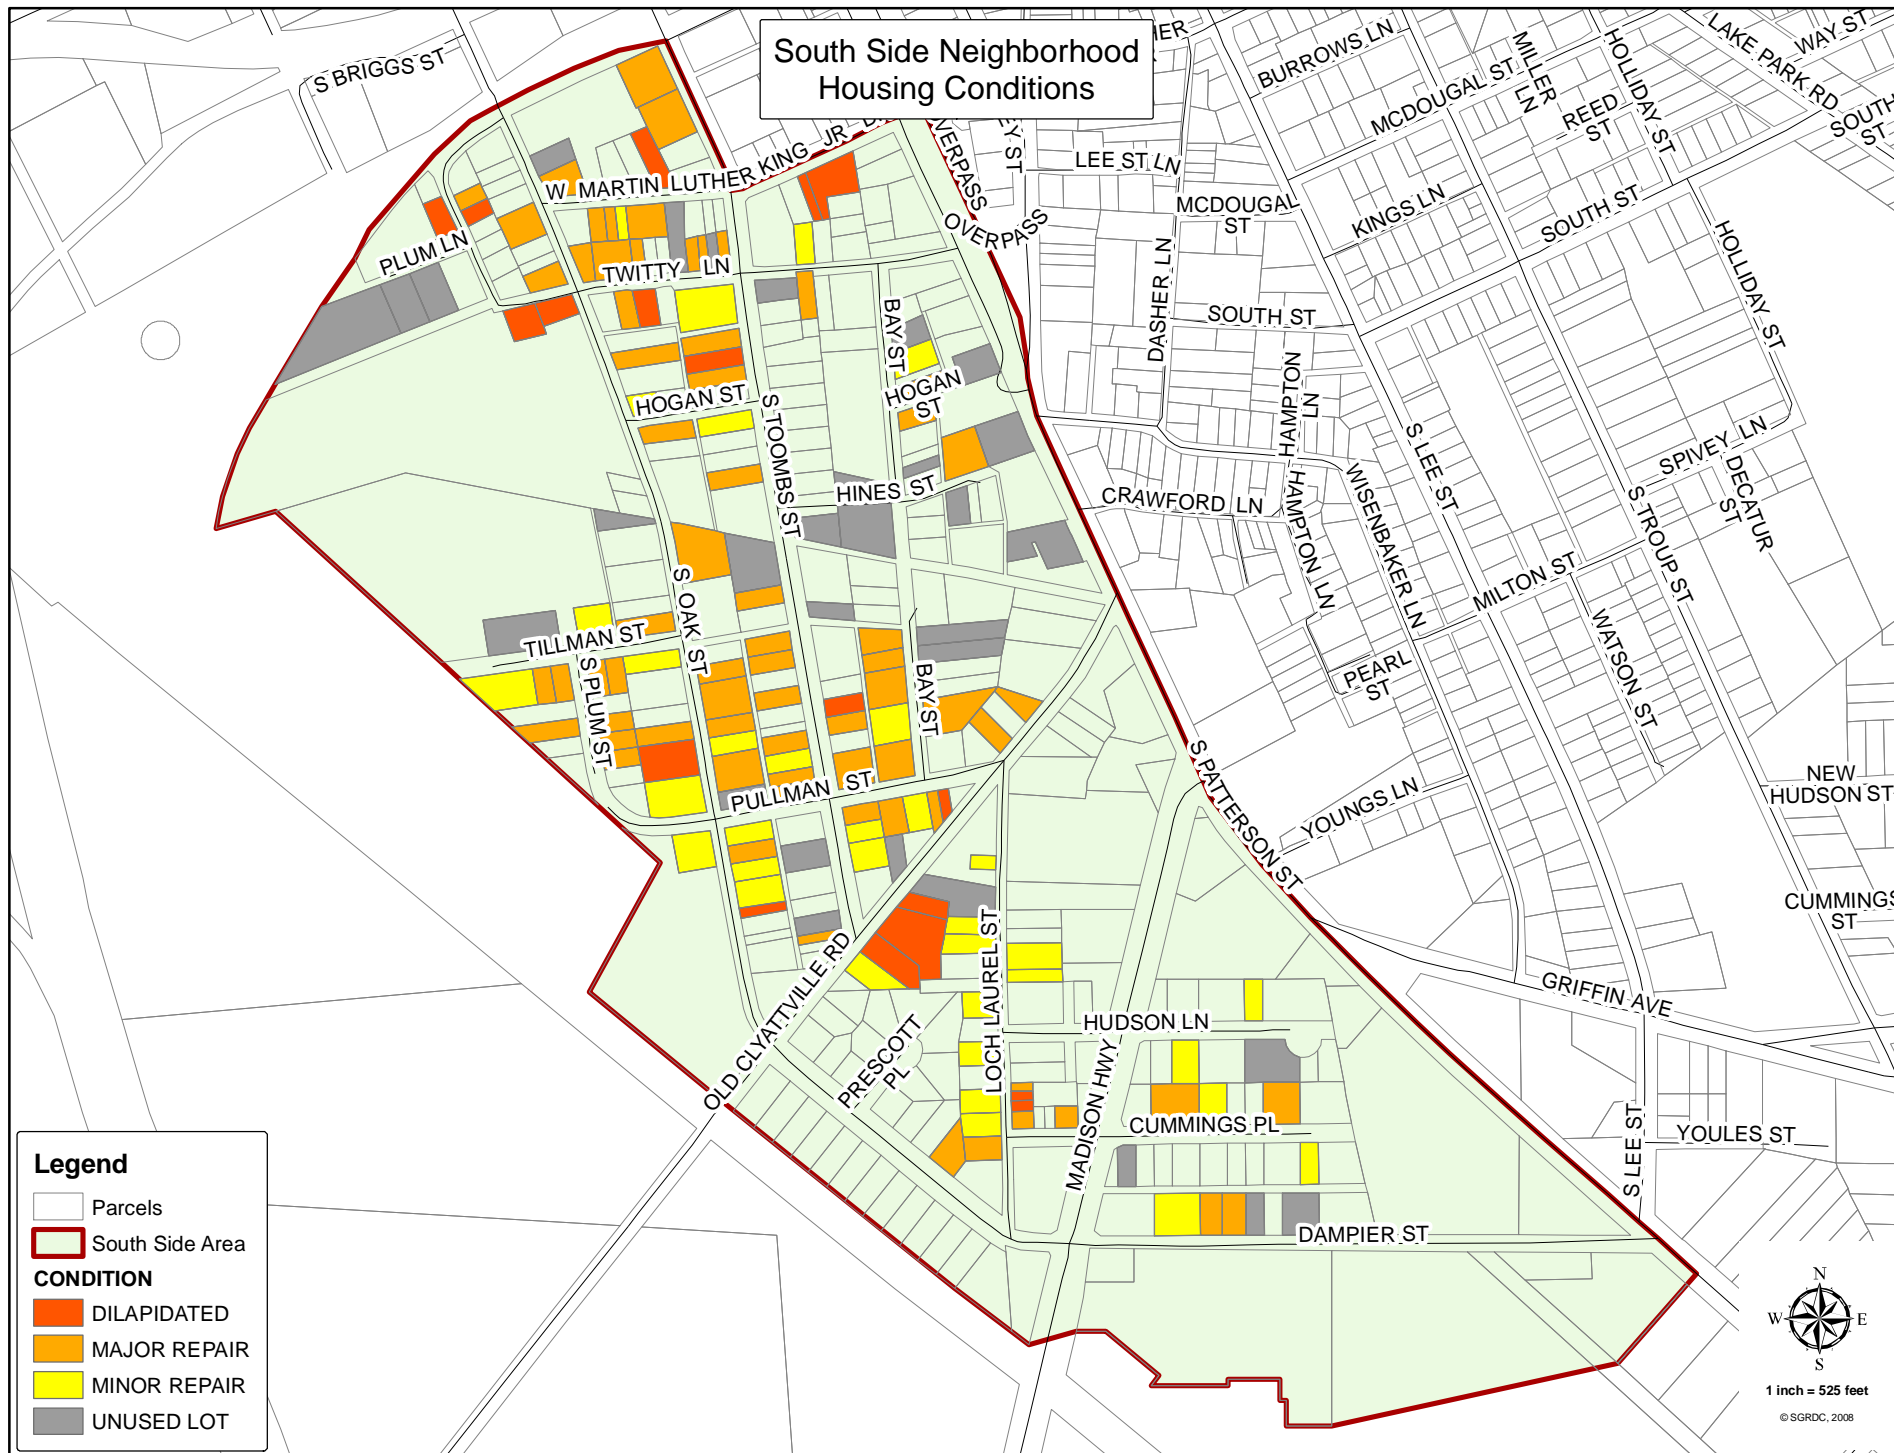 South Side Neighborhood
Housing Conditions
S BRIGGS ST
BURROWS LN
MCDOUGAL ST
MILLER
LN
REED
ST
HOLLIDAY ST
LAKE PARK RD
WAY ST
SOUTH
ST
W MARTIN LUTHER KING JR
OVERPASS
LEE ST LN
MCDOUGAL
ST
KINGS LN
SOUTH ST
HOLLIDAY ST
PLUM LN
TWITTY LN
OVERPASS
DASHER LN
SOUTH ST
BAY ST
HOGAN
ST
HOGAN ST
S TOOMBS ST
HAMPTON
LN
S LEE ST
SPIVEY LN
DECATUR
ST
HINES ST
CRAWFORD LN
HAMPTON LN
WISENBAKER LN
S TROUP ST
MILTON ST
S OAK ST
TILLMAN ST
S PLUM ST
BAY ST
PEARL
ST
WATSON ST
PULLMAN ST
S PATTERSON ST
YOUNGS LN
NEW
HUDSON ST
CUMMINGS
ST
OLD CLYATTVILLE RD
LOCH LAUREL ST
GRIFFIN AVE
PRESCOTT
PL
HUDSON LN
MADISON HWY
CUMMINGS PL
S LEE ST
YOULES ST
DAMPIER ST
Legend
Parcels
South Side Area
CONDITION
DILAPIDATED
MAJOR REPAIR
MINOR REPAIR
UNUSED LOT
N
W E
S
1 inch = 525 feet
© SGRDC, 2008